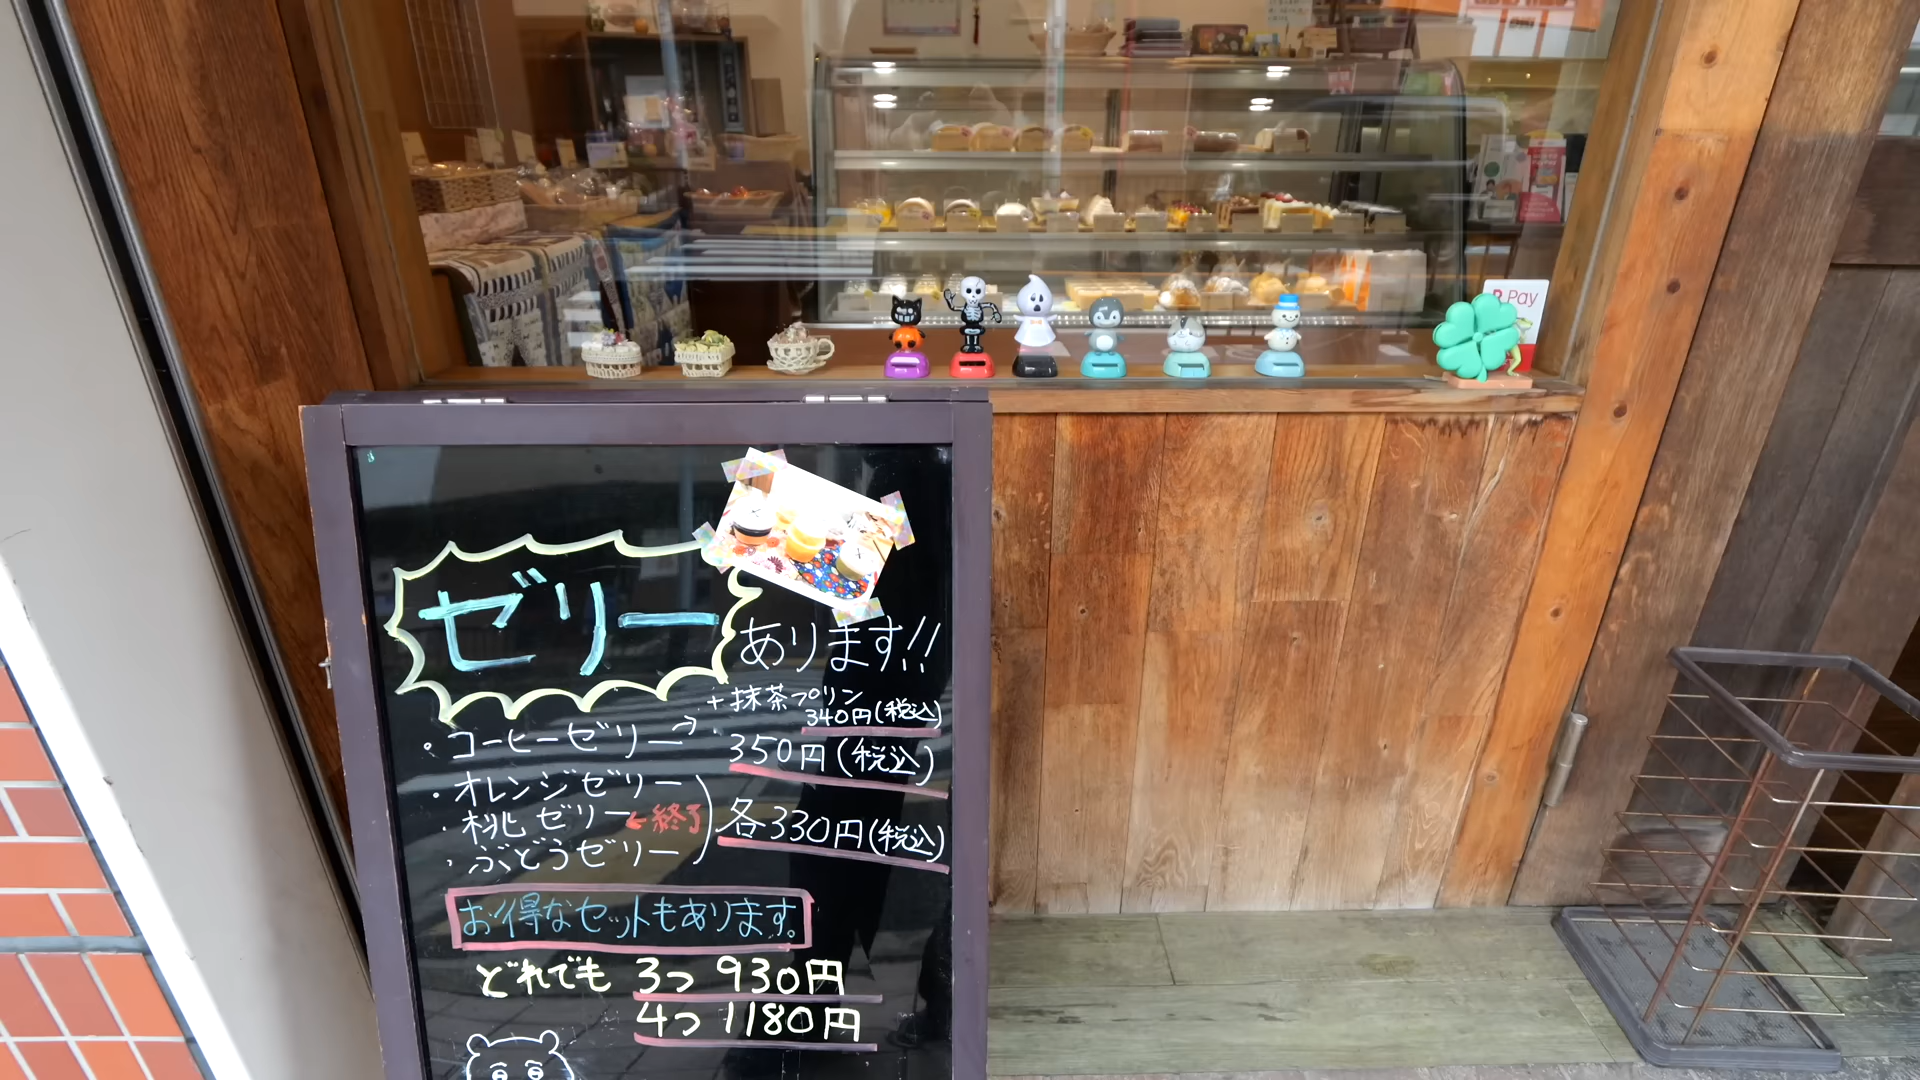 ゼリー
あります!!
+抹茶プリン
340円(税込)
・コーヒーゼリー→
350円(税込)
・オレンジゼリー
・桃ゼリー←終了
・ぶどうゼリー
各330円(税込)
お得なセットもあります。
どれでも 3つ 930円
4つ 1180円
R Pay